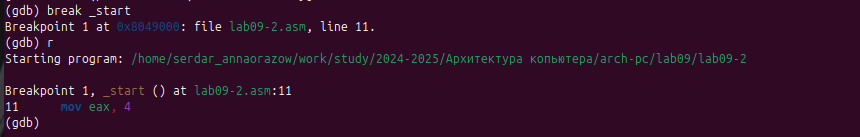 (gdb) break _start
Breakpoint 1 at 0x8049000: file lab09-2.asm, line 11.
(gdb) r
Starting program: /home/serdar_annaorazow/work/study/2024-2025/Архитектура копьютера/arch-pc/lab09/lab09-2
Breakpoint 1, _start () at lab09-2.asm:11
11 mov eax, 4
(gdb)